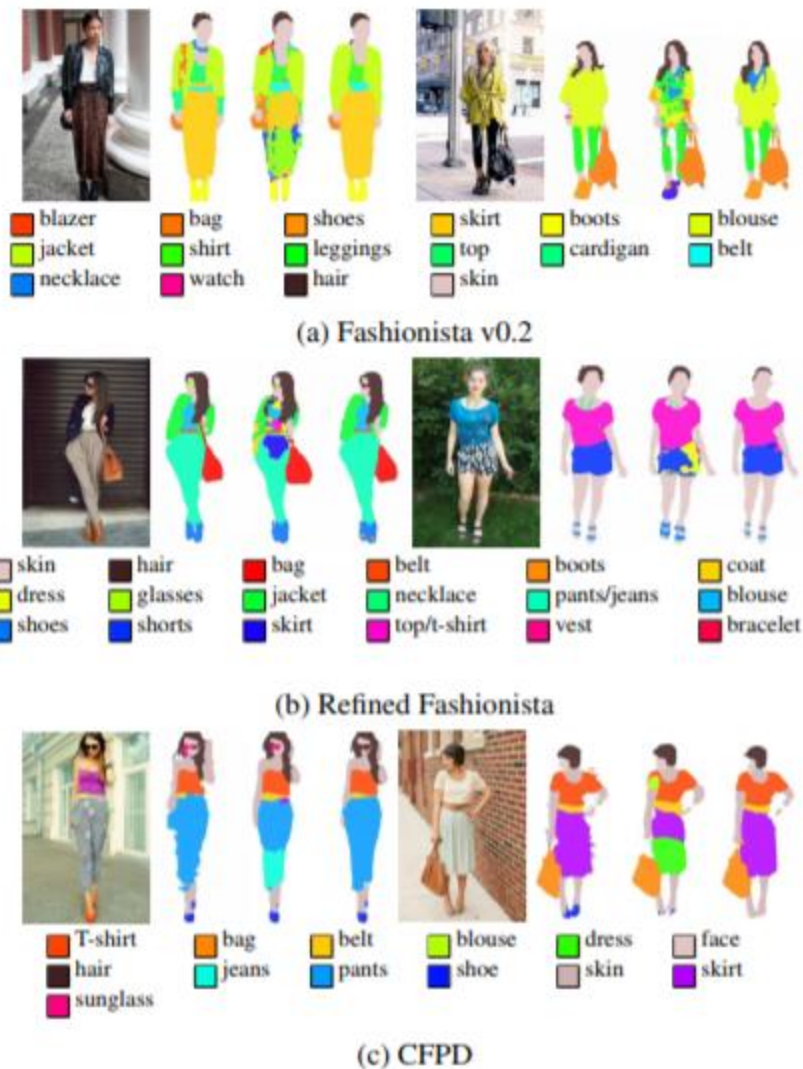 blazer bag shoes skirt boots blouse
jacket shirt leggings top cardigan belt
necklace watch hair skin
(a) Fashionista v0.2
skin hair bag belt boots coat
dress glasses jacket necklace pants/jeans blouse
shoes shorts skirt top/t-shirt vest bracelet
(b) Refined Fashionista
T-shirt bag belt blouse dress face
hair jeans pants shoe skin skirt
sunglass
(c) CFPD